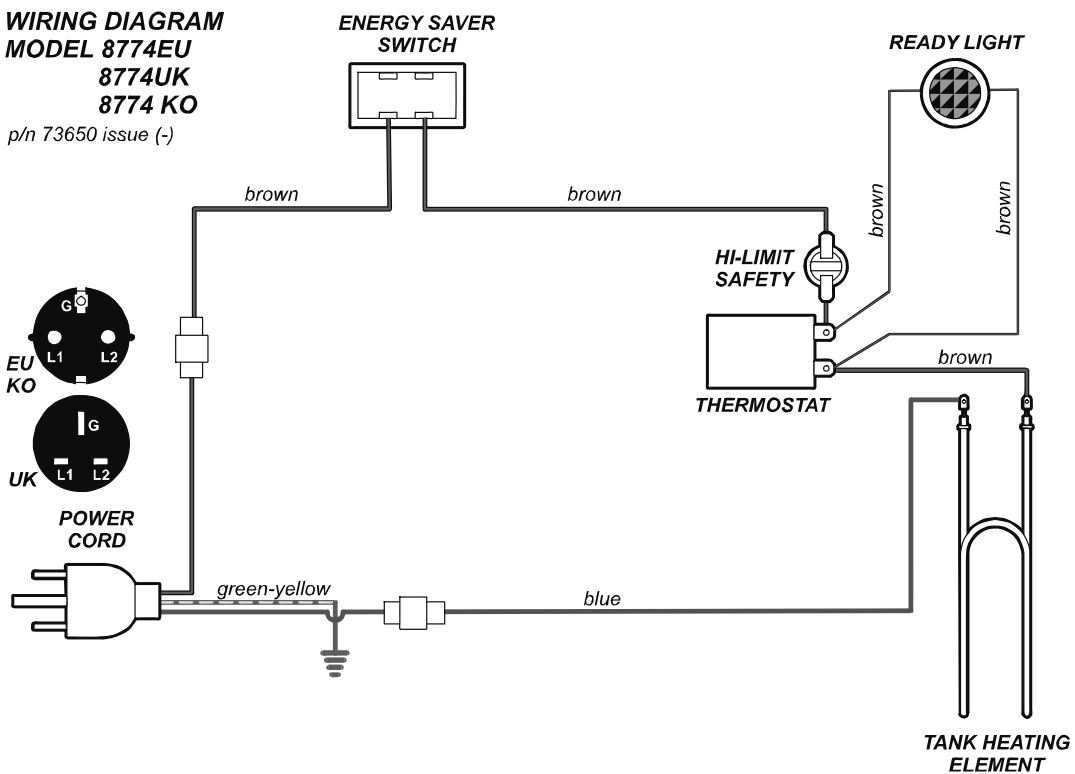 WIRING DIAGRAM
MODEL 8774EU
8774UK
8774 KO
p/n 73650 issue (-)
ENERGY SAVER
SWITCH
READY LIGHT
brown
brown
brown
brown
HI-LIMIT
SAFETY
G
L1 L2
EU
KO
THERMOSTAT
brown
G
L1 L2
UK
POWER
CORD
green-yellow
blue
TANK HEATING
ELEMENT